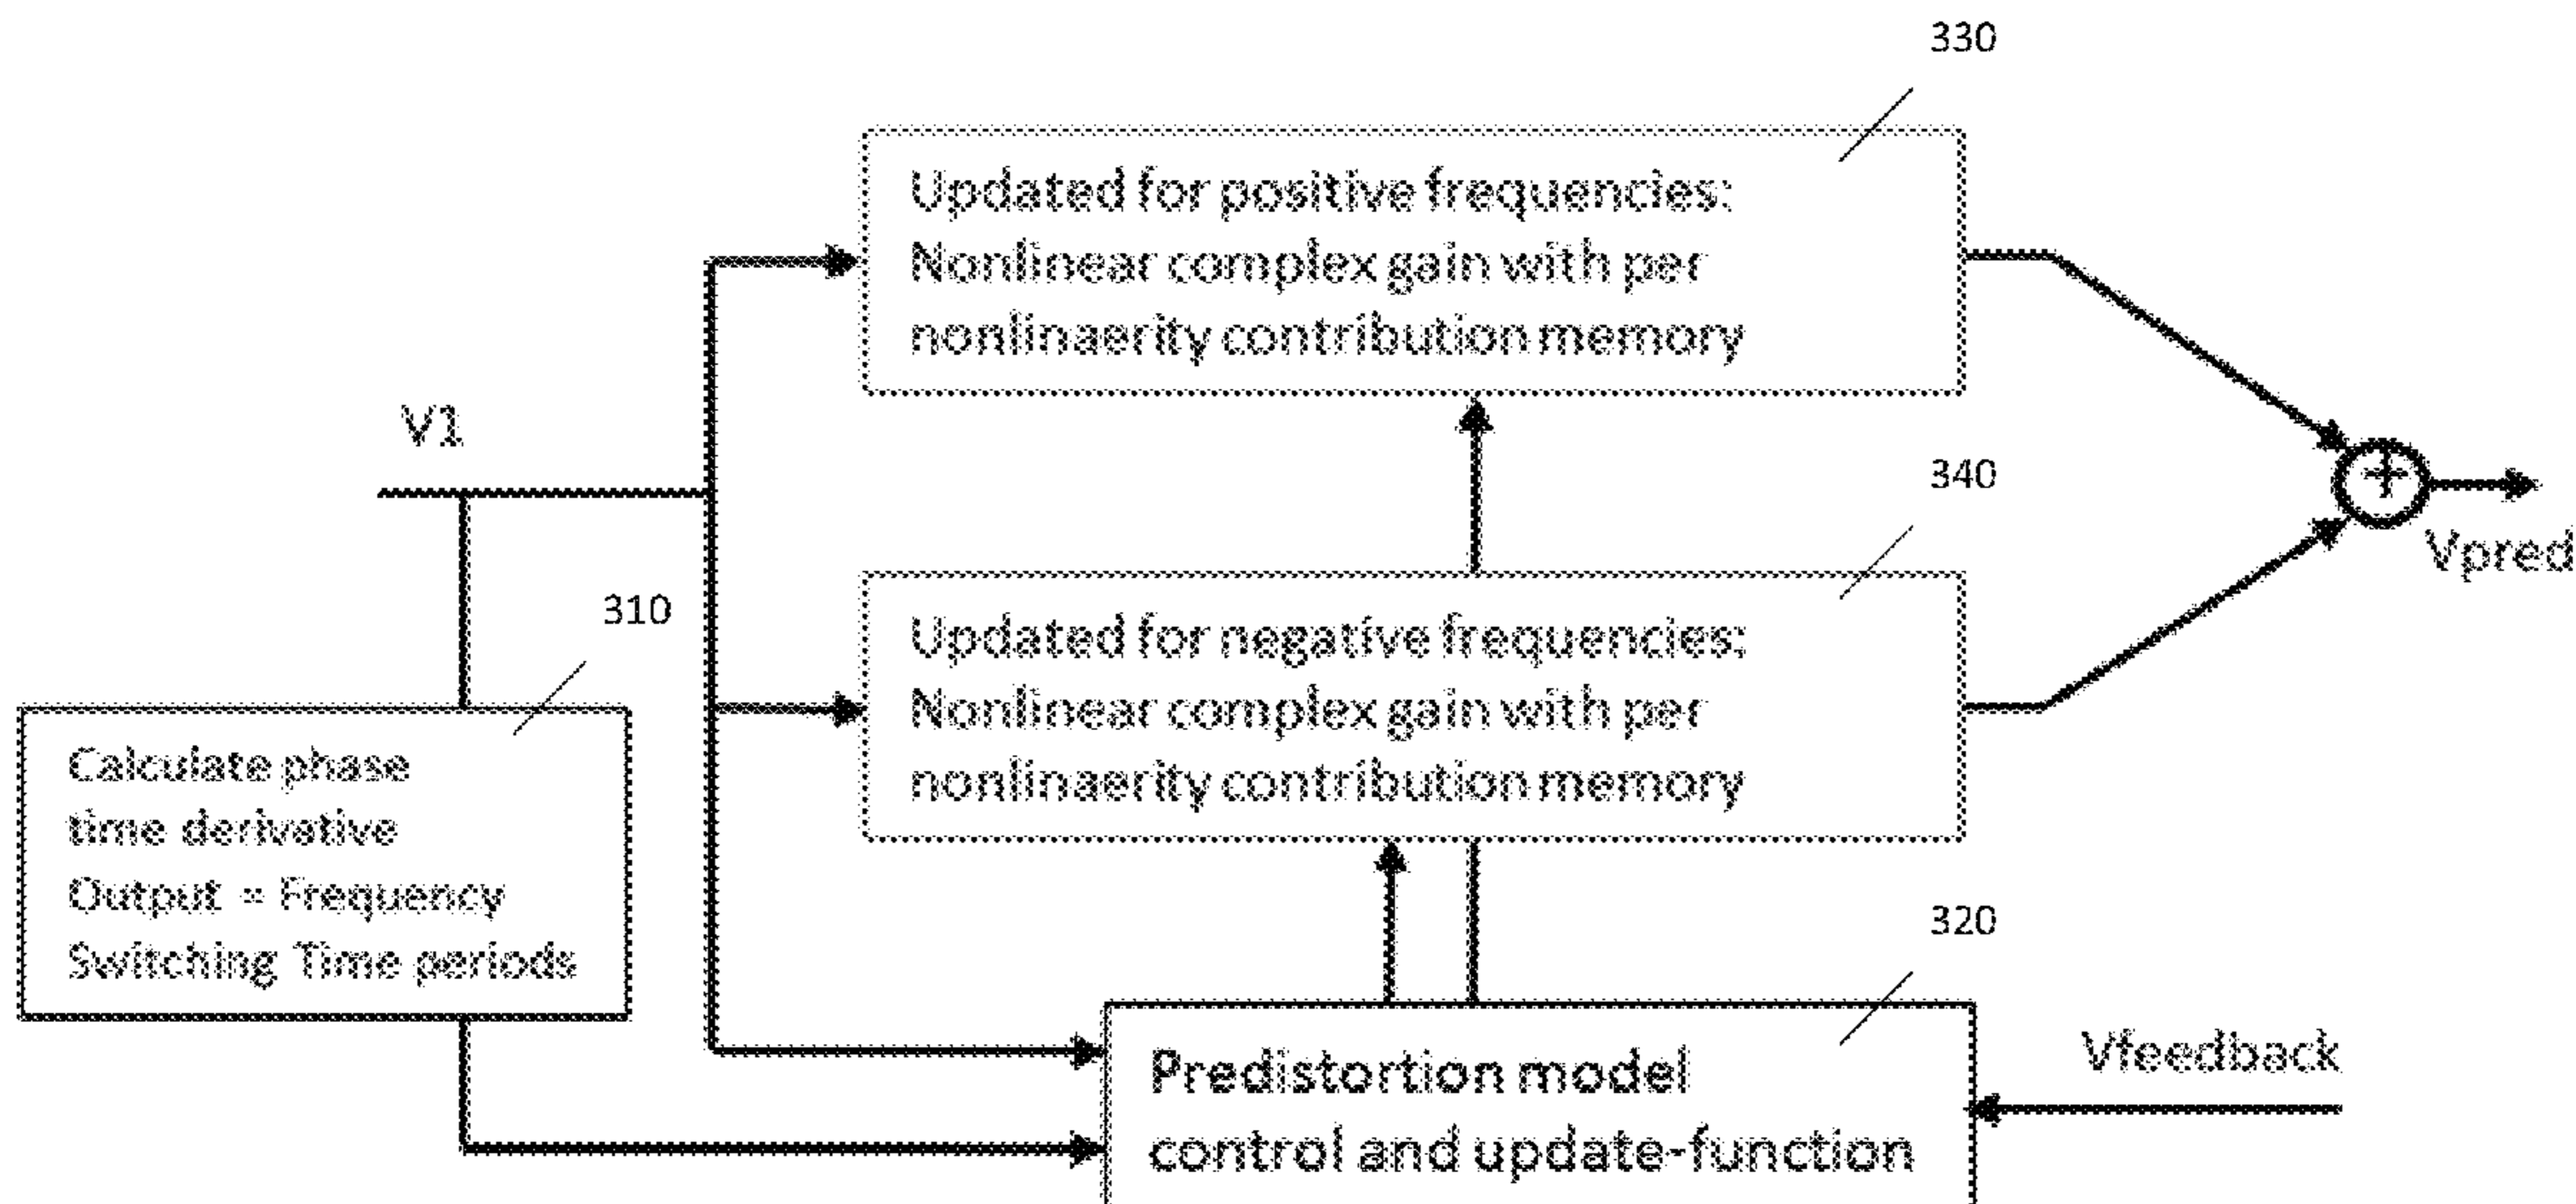 330
Updated for positive frequencies:
Nonlinear complex gain with per
nonlinaerity contribution memory
V1
340
+
Vpred
310
Updated for negative frequencies:
Nonlinear complex gain with per
nonlinaerity contribution memory
Calculate phase
time derivative
Output = Frequency
Switching Time periods
320
Vfeedback
Predistortion model
control and update-function